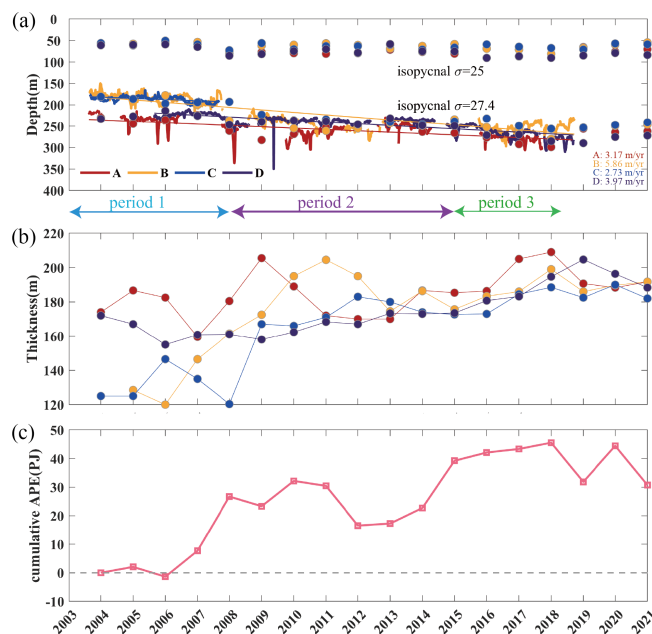 (a)
0
50
100
150
200
250
300
350
400
Depth(m)
isopycnal σ=25
isopycnal σ=27.4
A B C D
A: 3.17 m/yr
B: 5.86 m/yr
C: 2.73 m/yr
D: 3.97 m/yr
period 1 period 2 period 3
(b)
220
200
180
160
140
120
Thickness(m)
(c)
50
40
30
20
10
0
-10
cumulative APE(PJ)
2003 2004 2005 2006 2007 2008 2009 2010 2011 2012 2013 2014 2015 2016 2017 2018 2019 2020 2021